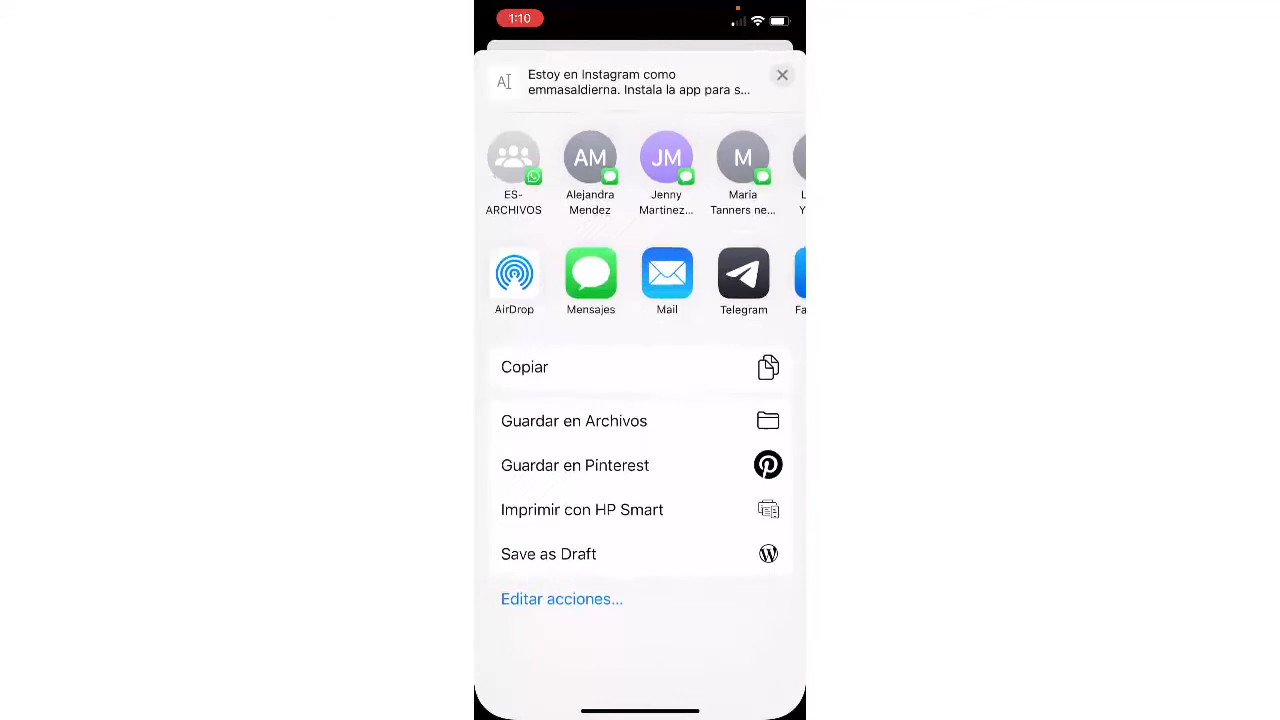 1:10
Estoy en Instagram como
emmasaldierna. Instala la app para s...
AM
JM
M
ES-
ARCHIVOS
Alejandra
Mendez
Jenny
Martinez...
Maria
Tanners ne...
L
Y
AirDrop
Mensajes
Mail
Telegram
Fa
Copiar
Guardar en Archivos
Guardar en Pinterest
Imprimir con HP Smart
Save as Draft
Editar acciones...